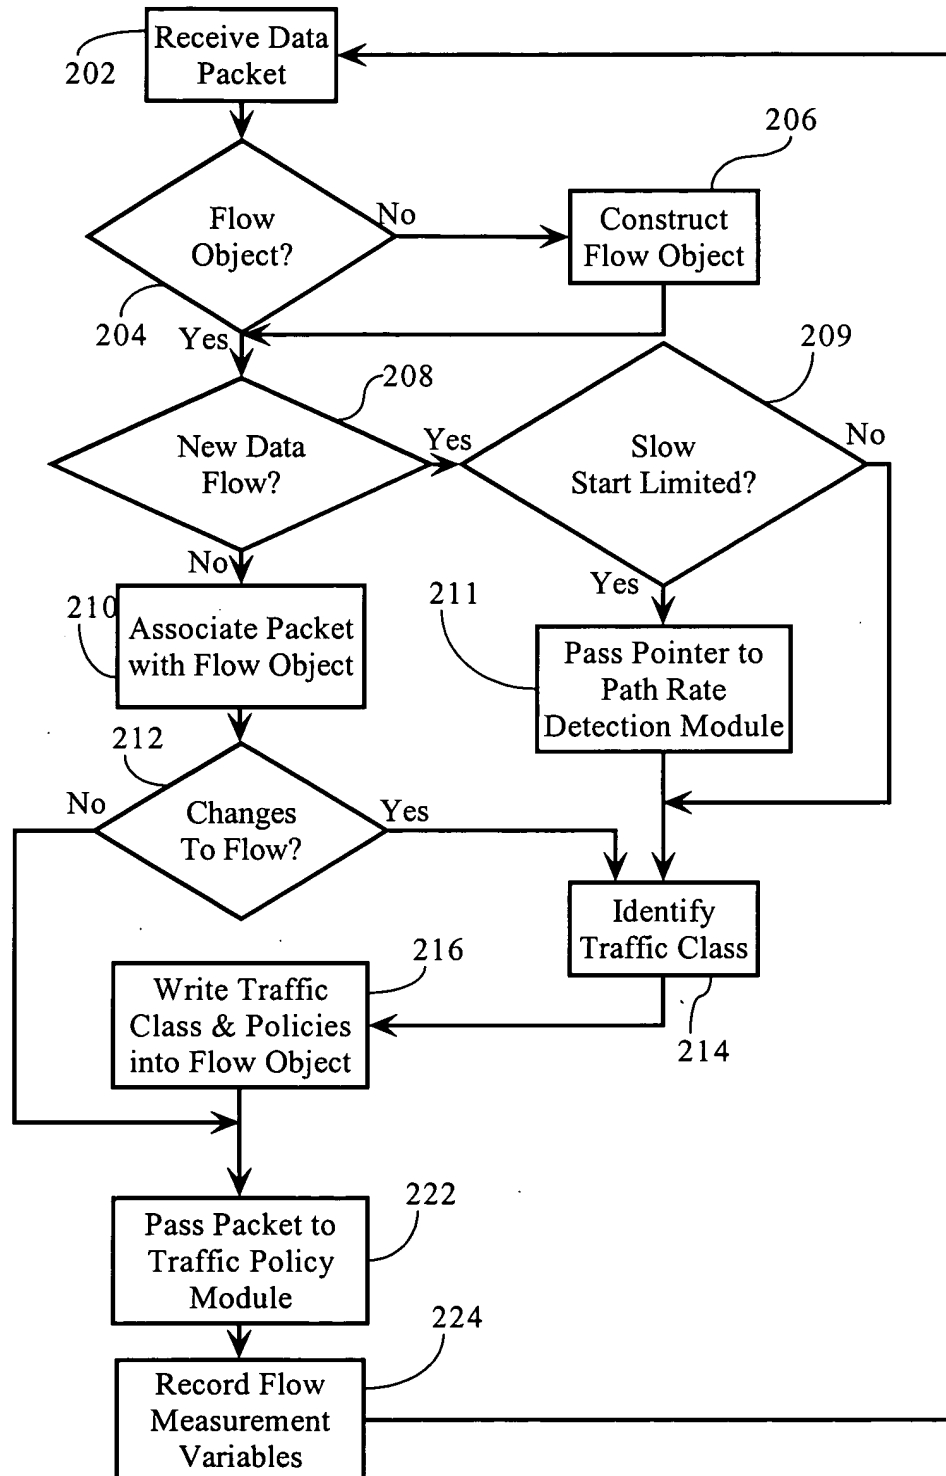 Receive Data
Packet
202
206
Flow
Object?
No
Construct
Flow Object
204
Yes
209
208
New Data
Flow?
Yes
Slow
Start Limited?
No
No
Yes
210
Associate Packet
with Flow Object
211
Pass Pointer to
Path Rate
Detection Module
212
No
Changes
To Flow?
Yes
Identify
Traffic Class
214
216
Write Traffic
Class & Policies
into Flow Object
222
Pass Packet to
Traffic Policy
Module
224
Record Flow
Measurement
Variables